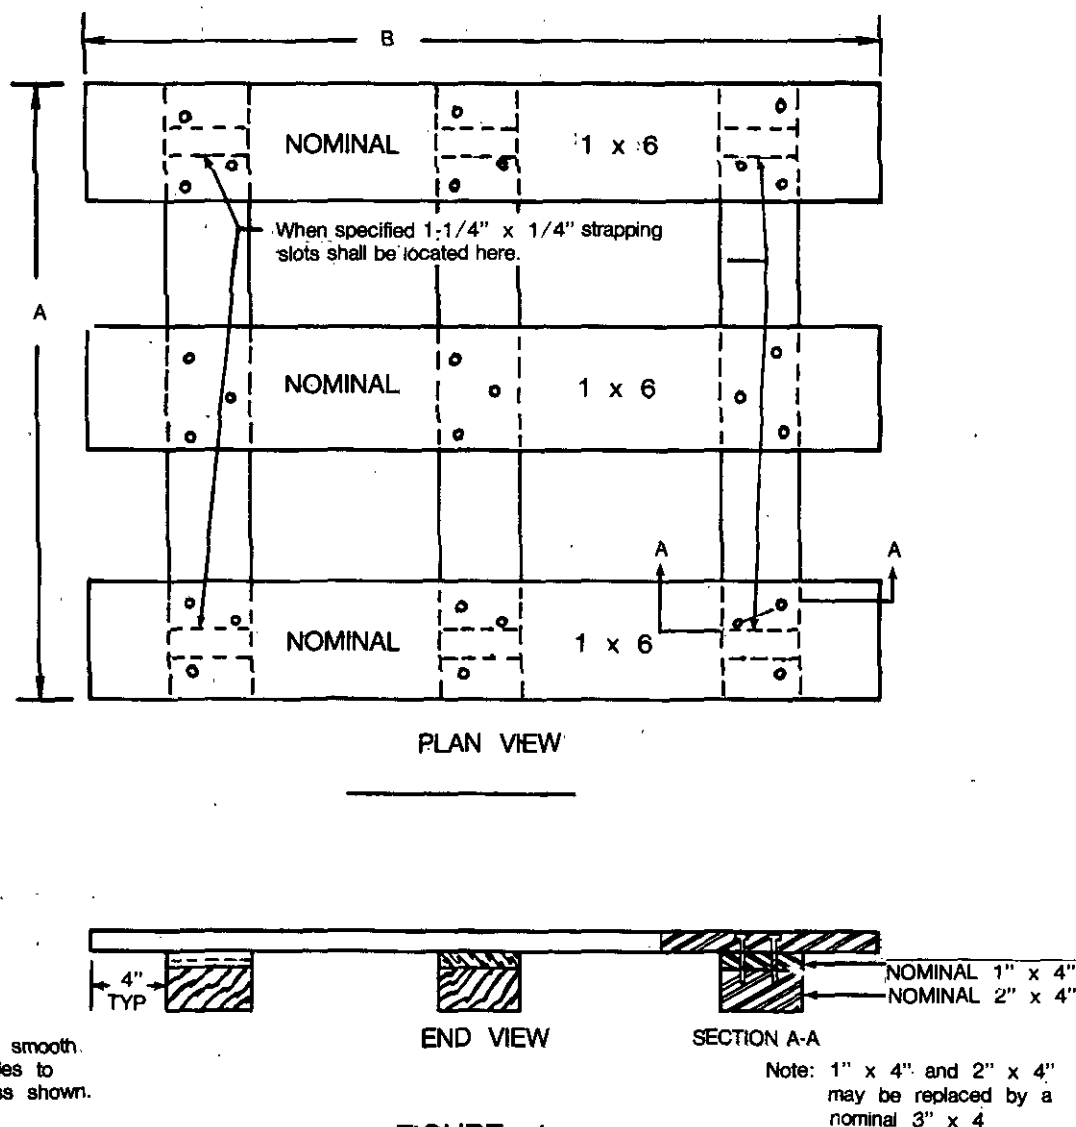 B
NOMINAL 1 x 6
When specified 1-1/4" x 1/4" strapping
slots shall be located here.
A
NOMINAL 1 x 6
A A
NOMINAL 1 x 6
PLAN VIEW
4"
TYP
NOMINAL 1" x 4"
NOMINAL 2" x 4"
END VIEW
SECTION A-A
smooth.
to
shown.
Note: 1" x 4" and 2" x 4"
may be replaced by a
nominal 3" x 4